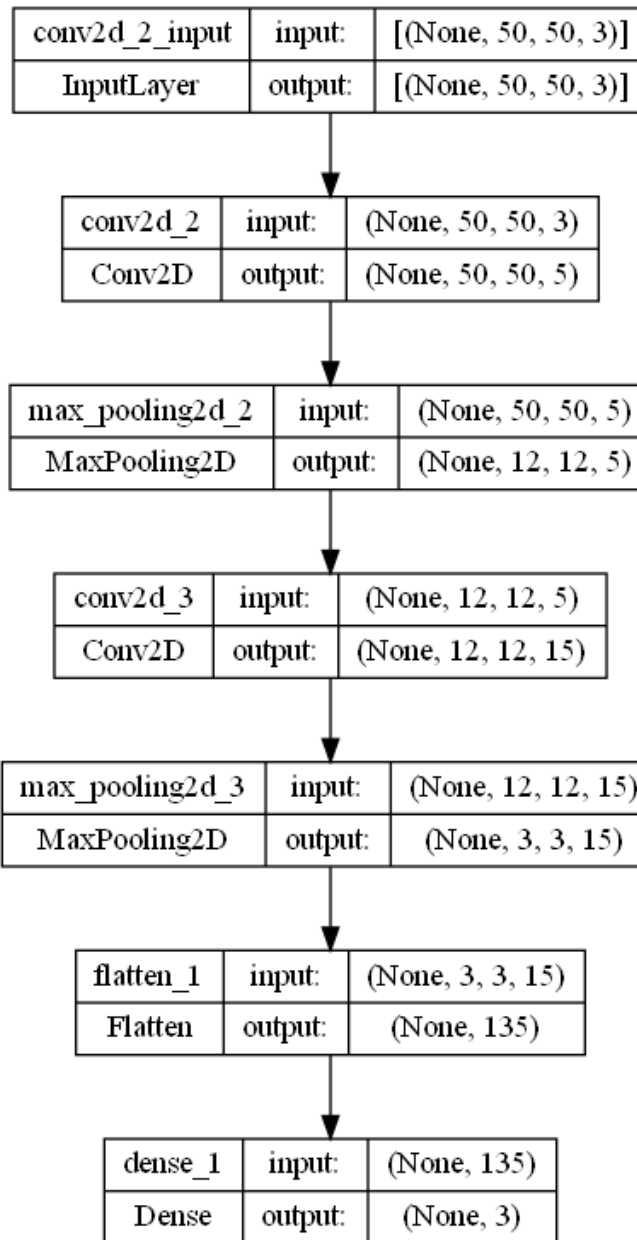 conv2d_2_input input: [(None, 50, 50, 3)]
InputLayer output: [(None, 50, 50, 3)]
conv2d_2 input: (None, 50, 50, 3)
Conv2D output: (None, 50, 50, 5)
max_pooling2d_2 input: (None, 50, 50, 5)
MaxPooling2D output: (None, 12, 12, 5)
conv2d_3 input: (None, 12, 12, 5)
Conv2D output: (None, 12, 12, 15)
max_pooling2d_3 input: (None, 12, 12, 15)
MaxPooling2D output: (None, 3, 3, 15)
flatten_1 input: (None, 3, 3, 15)
Flatten output: (None, 135)
dense_1 input: (None, 135)
Dense output: (None, 3)